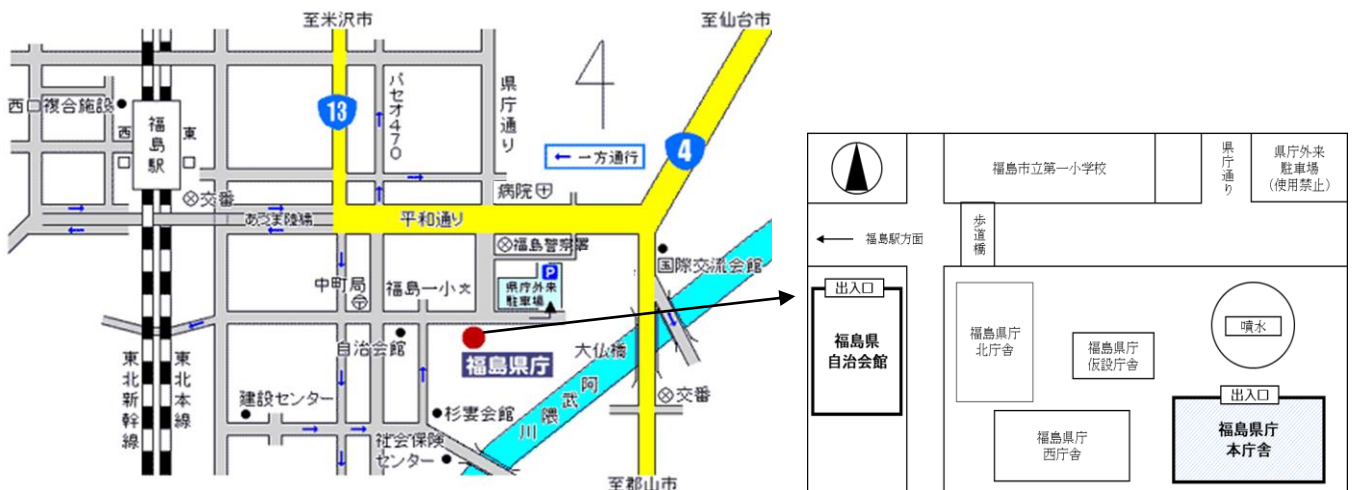 至米沢市
至仙台市
西口複合施設
西口
福島駅
東口
13
パセオ470
県庁通り
4
← 一方通行
交番
病院
あづま陸橋
平和通り
福島警察署
国際交流会館
中町局
福島一小
県庁外来
駐車場
P
自治会館
福島県庁
大仏橋
東北新幹線
東北本線
建設センター
杉妻会館
阿武隈川
交番
社会保険
センター
至郡山市
福島市立第一小学校
県庁通り
県庁外来
駐車場
(使用禁止)
福島駅方面
歩道橋
出入口
福島県
自治会館
福島県庁
北庁舎
福島県庁
仮設庁舎
噴水
出入口
福島県庁
西庁舎
福島県庁
本庁舎